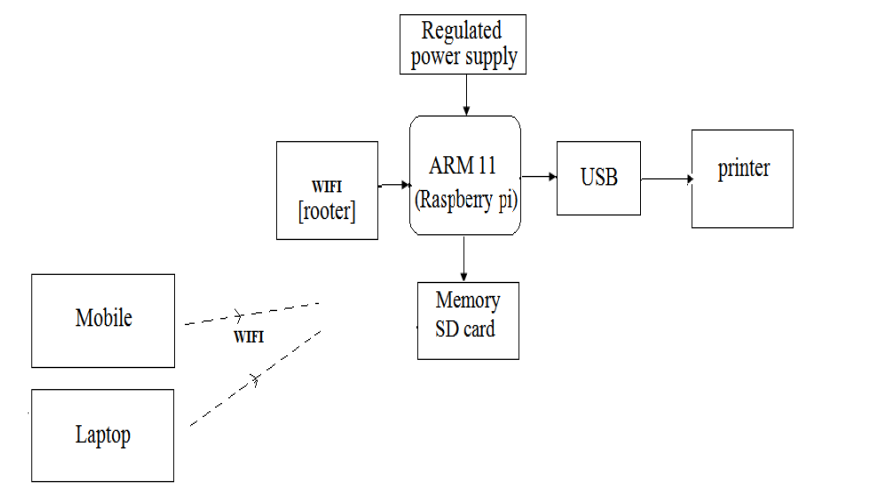 Regulated
power supply
ARM 11
(Raspberry pi)
WIFI
[rooter]
USB
printer
Memory
SD card
Mobile
WIFI
Laptop